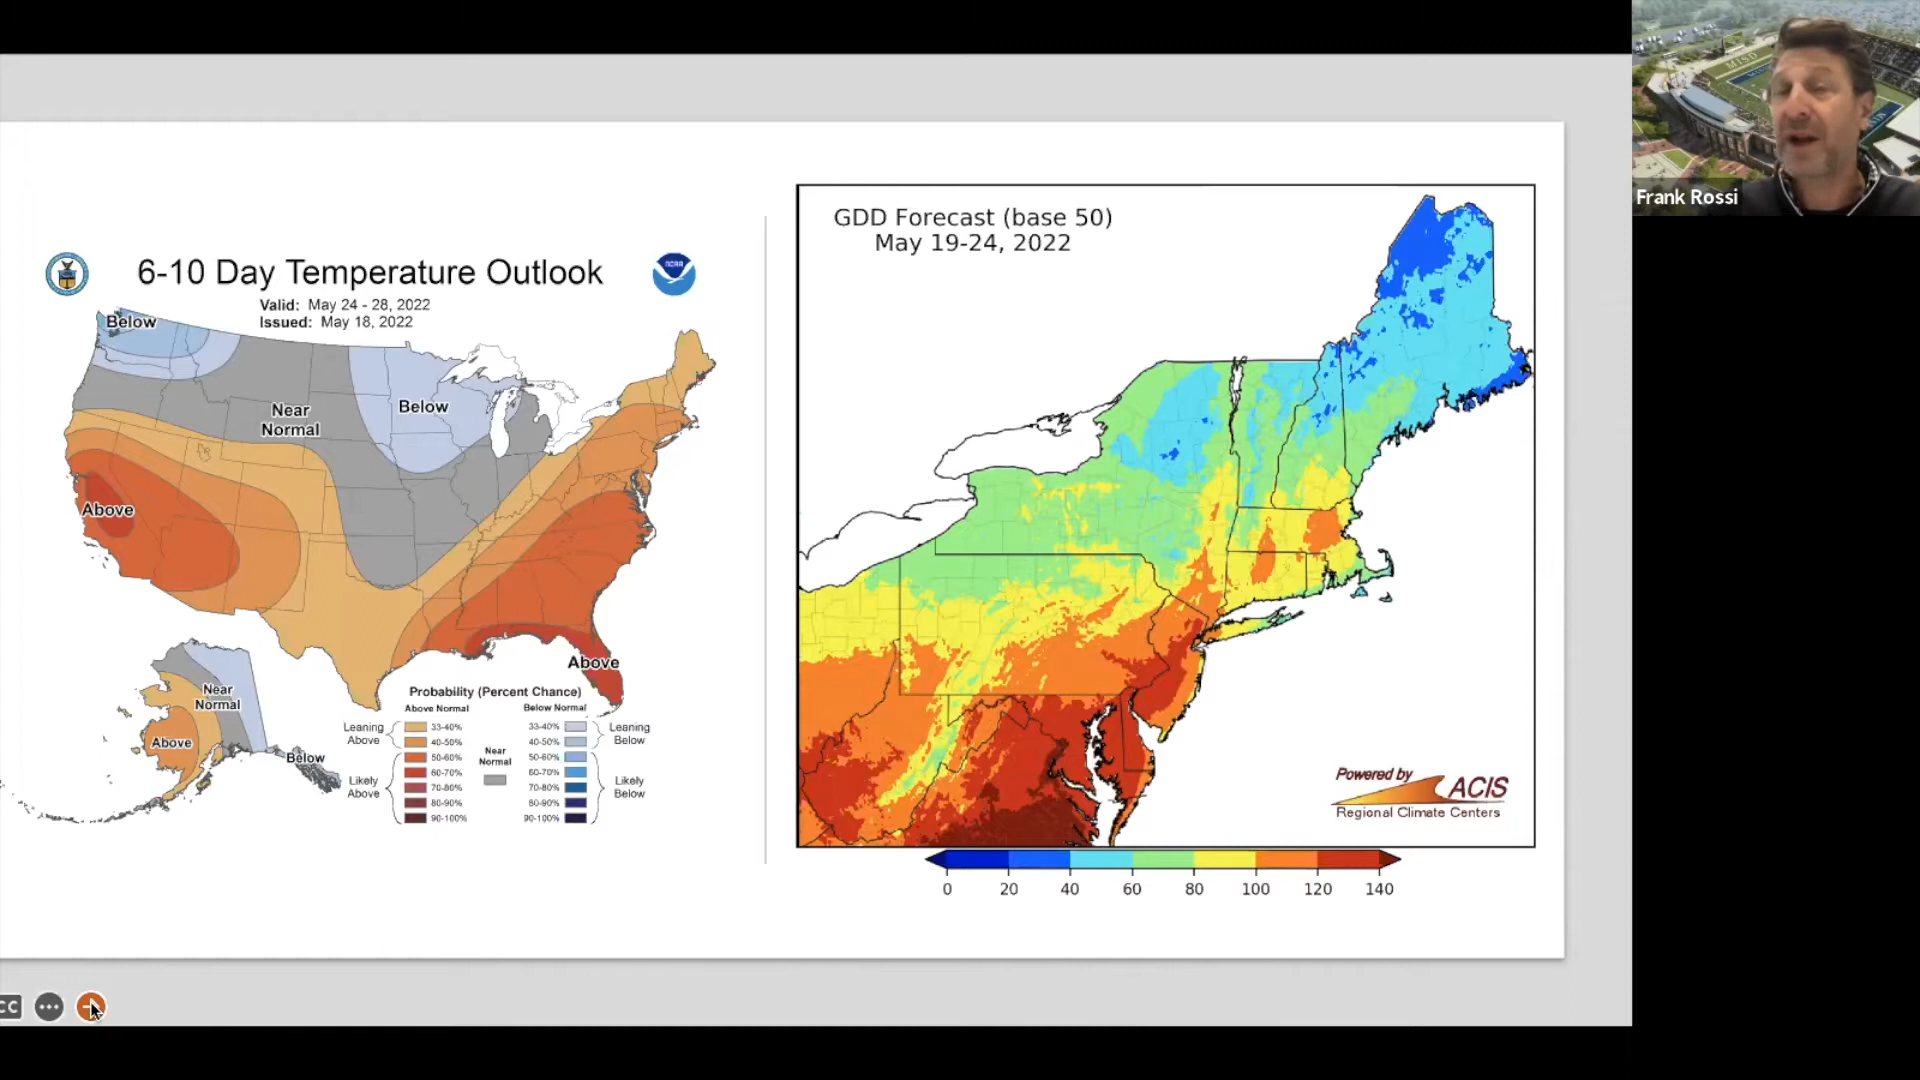 6-10 Day Temperature Outlook
NOAA
Valid: May 24 - 28, 2022
Issued: May 18, 2022
Below
Near
Normal
Below
Above
Above
Near
Normal
Above
Below
Probability (Percent Chance)
Above Normal
Below Normal
Leaning
Above
33-40%
40-50%
50-60%
60-70%
70-80%
80-90%
90-100%
Likely
Above
Near
Normal
33-40%
40-50%
50-60%
60-70%
70-80%
80-90%
90-100%
Leaning
Below
Likely
Below
GDD Forecast (base 50)
May 19-24, 2022
Powered by
ACIS
Regional Climate Centers
0 20 40 60 80 100 120 140
MISD
Frank Rossi
CC